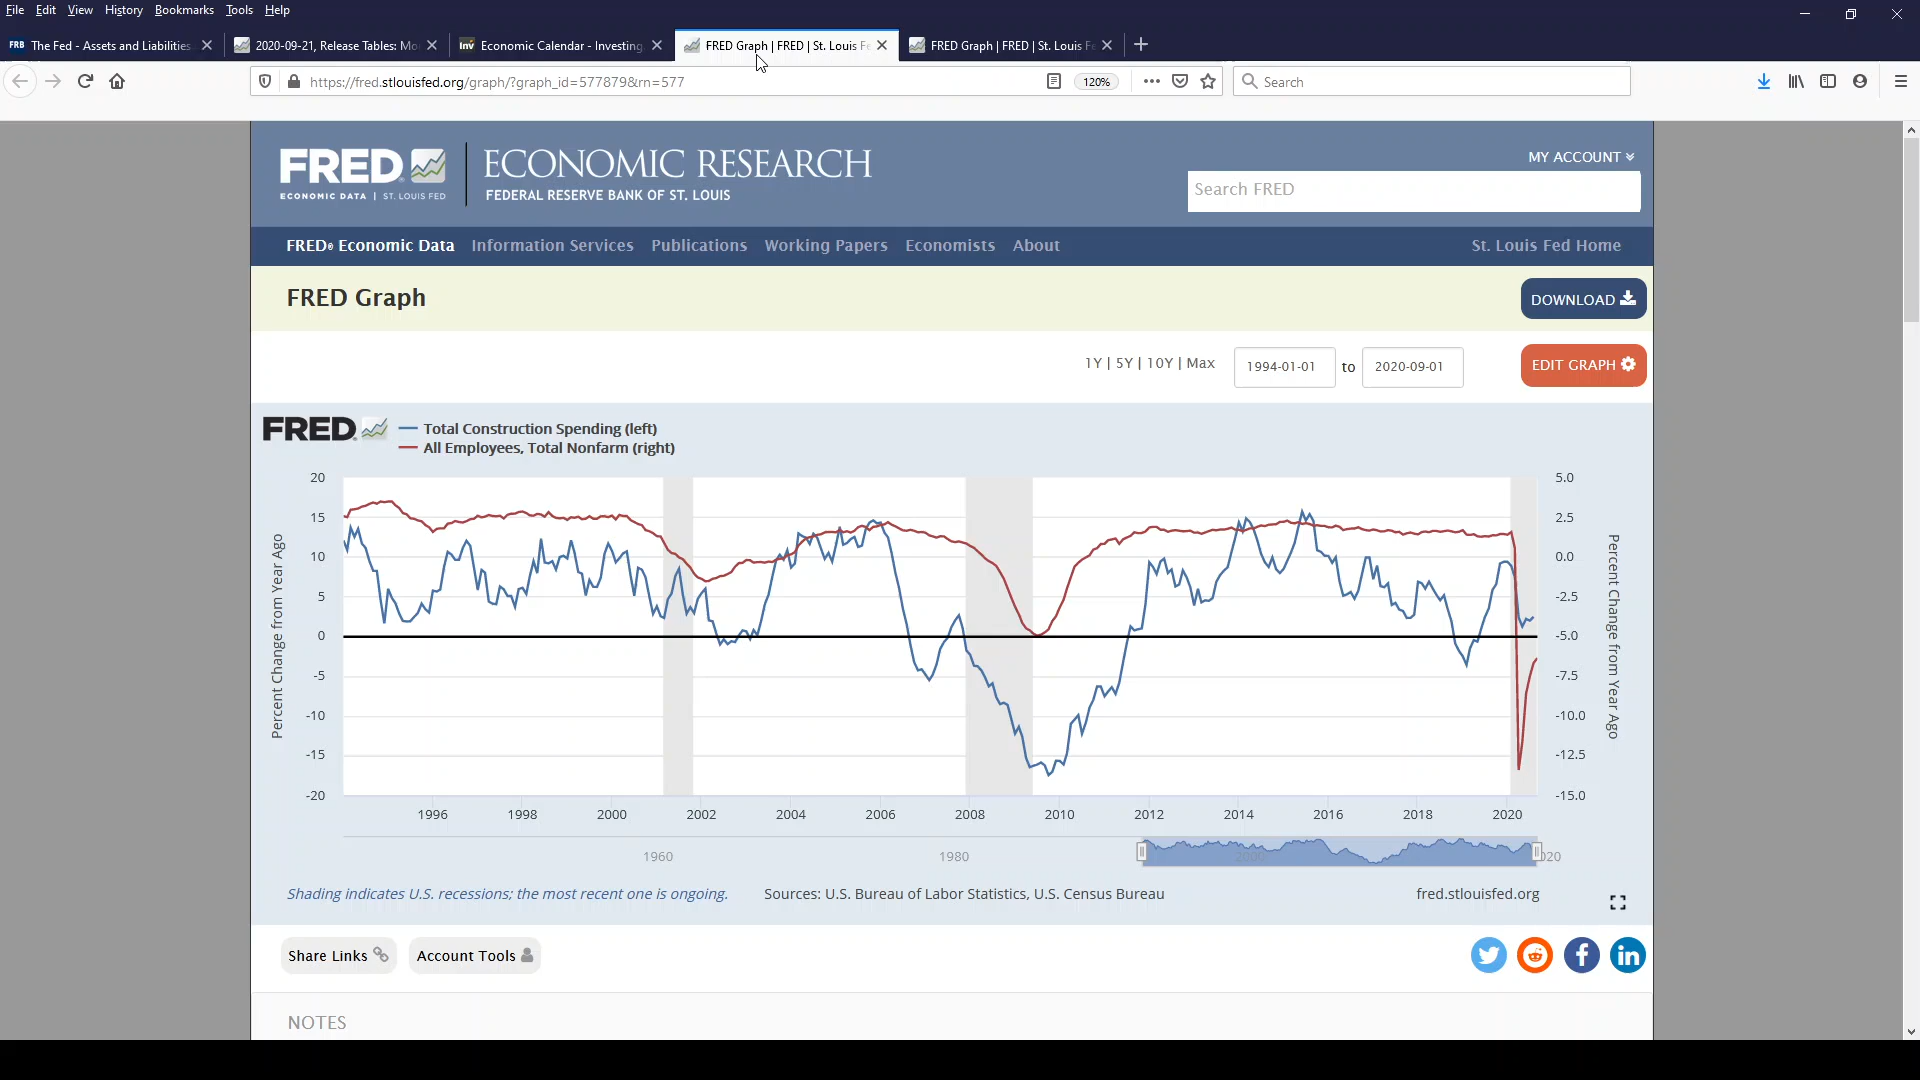 File Edit View History Bookmarks Tools Help
FRB The Fed - Assets and Liabilities
2020-09-21, Release Tables: Mo
Inv Economic Calendar - Investing
FRED Graph | FRED | St. Louis Fe
FRED Graph | FRED | St. Louis Fe
https://fred.stlouisfed.org/graph/?graph_id=577879&rn=577
120%
Search
FRED
ECONOMIC DATA | ST. LOUIS FED
ECONOMIC RESEARCH
FEDERAL RESERVE BANK OF ST. LOUIS
MY ACCOUNT
Search FRED
FRED® Economic Data Information Services Publications Working Papers Economists About St. Louis Fed Home
FRED Graph
DOWNLOAD
1Y | 5Y | 10Y | Max 1994-01-01 to 2020-09-01
EDIT GRAPH
FRED
Total Construction Spending (left)
All Employees, Total Nonfarm (right)
Percent Change from Year Ago
20
15
10
5
0
-5
-10
-15
-20
5.0
2.5
0.0
-2.5
-5.0
-7.5
-10.0
-12.5
-15.0
Percent Change from Year Ago
1996 1998 2000 2002 2004 2006 2008 2010 2012 2014 2016 2018 2020
1960 1980 2000 020
Shading indicates U.S. recessions; the most recent one is ongoing.
Sources: U.S. Bureau of Labor Statistics, U.S. Census Bureau
fred.stlouisfed.org
Share Links
Account Tools
NOTES